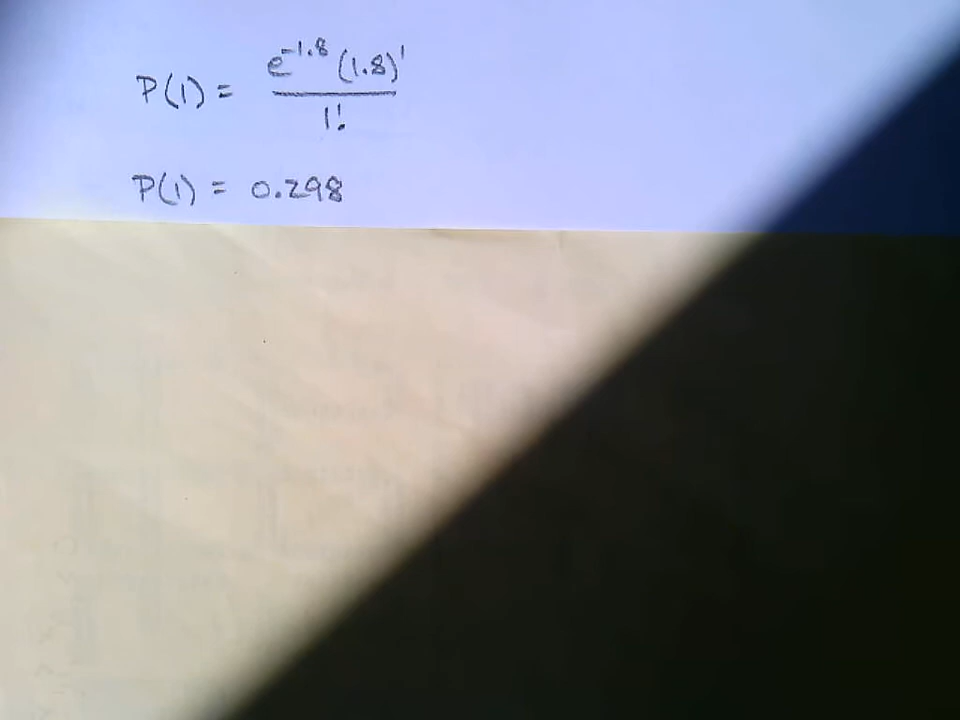 P(1) = e^-1.8 (1.8)^1 / 1!
P(1) = 0.298